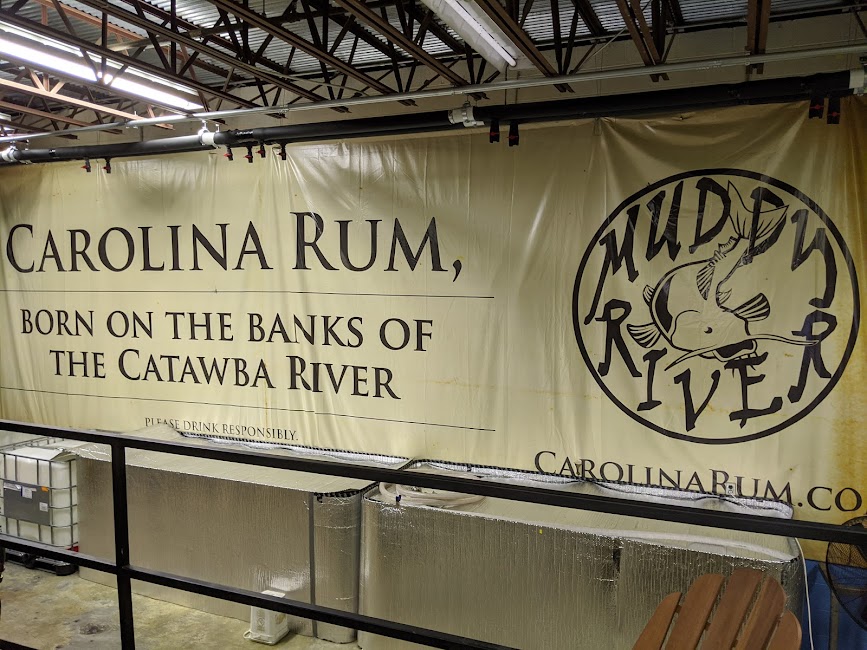 CAROLINA RUM,
BORN ON THE BANKS OF
THE CATAWBA RIVER
PLEASE DRINK RESPONSIBLY.
MUDDY
RIVER
CAROLINARUM.CO